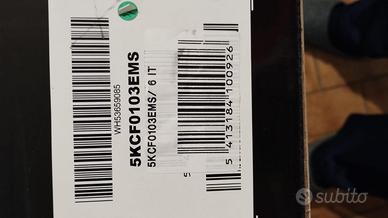 WH53659085
5KCF0103EMS
5KCF0103EMS/ 6 IT
5 413184 100926
subito